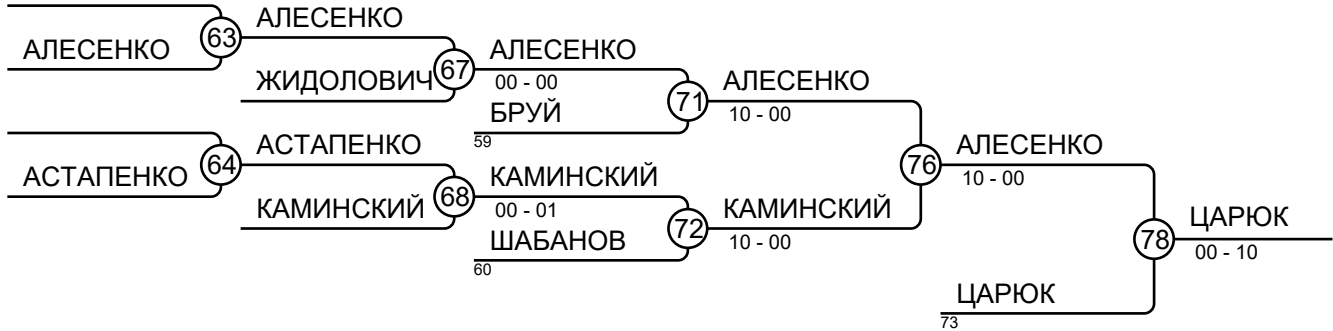 АЛЕСЕНКО
63
АЛЕСЕНКО
ЖИДОЛОВИЧ
67
АЛЕСЕНКО
00 - 00
БРУЙ
59
71
АЛЕСЕНКО
10 - 00
АСТАПЕНКО
64
АСТАПЕНКО
КАМИНСКИЙ
68
КАМИНСКИЙ
00 - 01
ШАБАНОВ
60
72
КАМИНСКИЙ
10 - 00
76
АЛЕСЕНКО
10 - 00
ЦАРЮК
73
78
ЦАРЮК
00 - 10